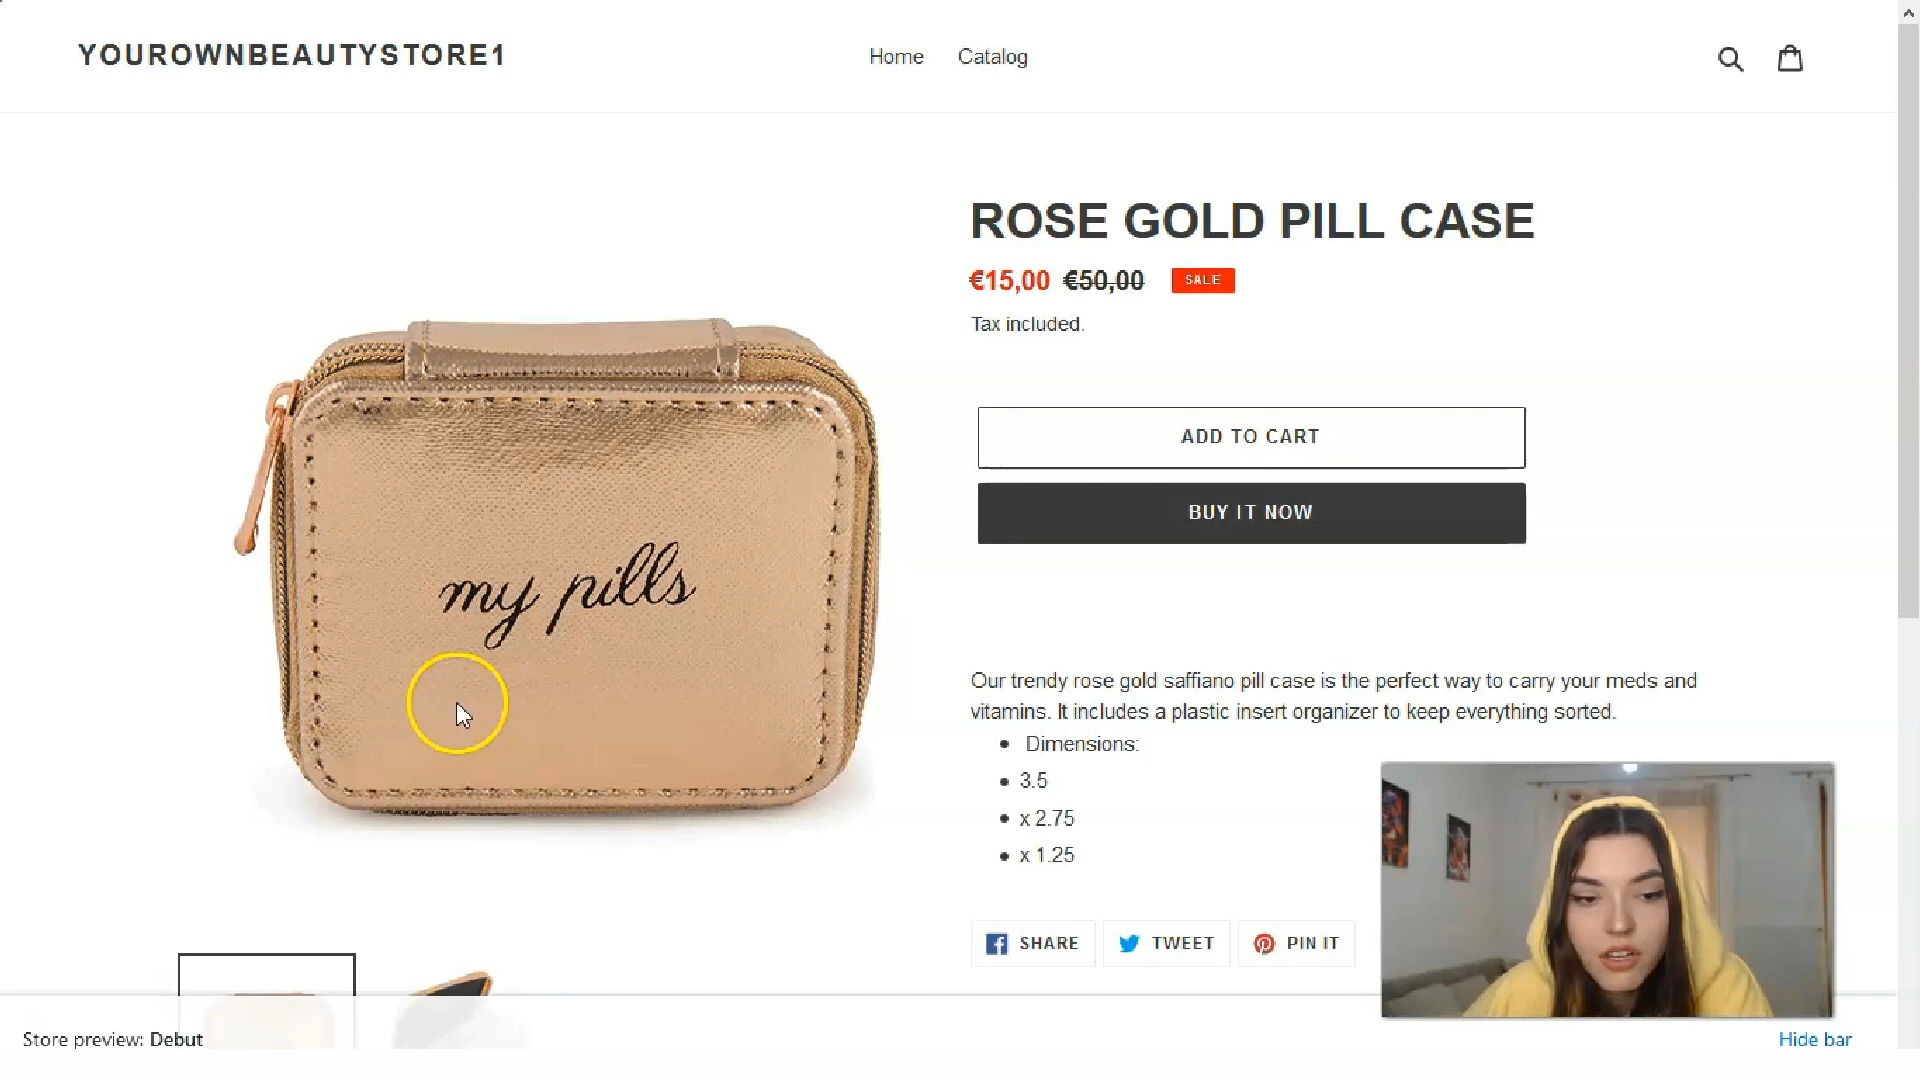 YOUROWNBEAUTYSTORE1
Home
Catalog
ROSE GOLD PILL CASE
€15,00 €50,00 SALE
Tax included.
ADD TO CART
BUY IT NOW
my pills
Our trendy rose gold saffiano pill case is the perfect way to carry your meds and
vitamins. It includes a plastic insert organizer to keep everything sorted.
Dimensions:
3.5
x 2.75
x 1.25
SHARE
TWEET
PIN IT
Store preview: Debut
Hide bar